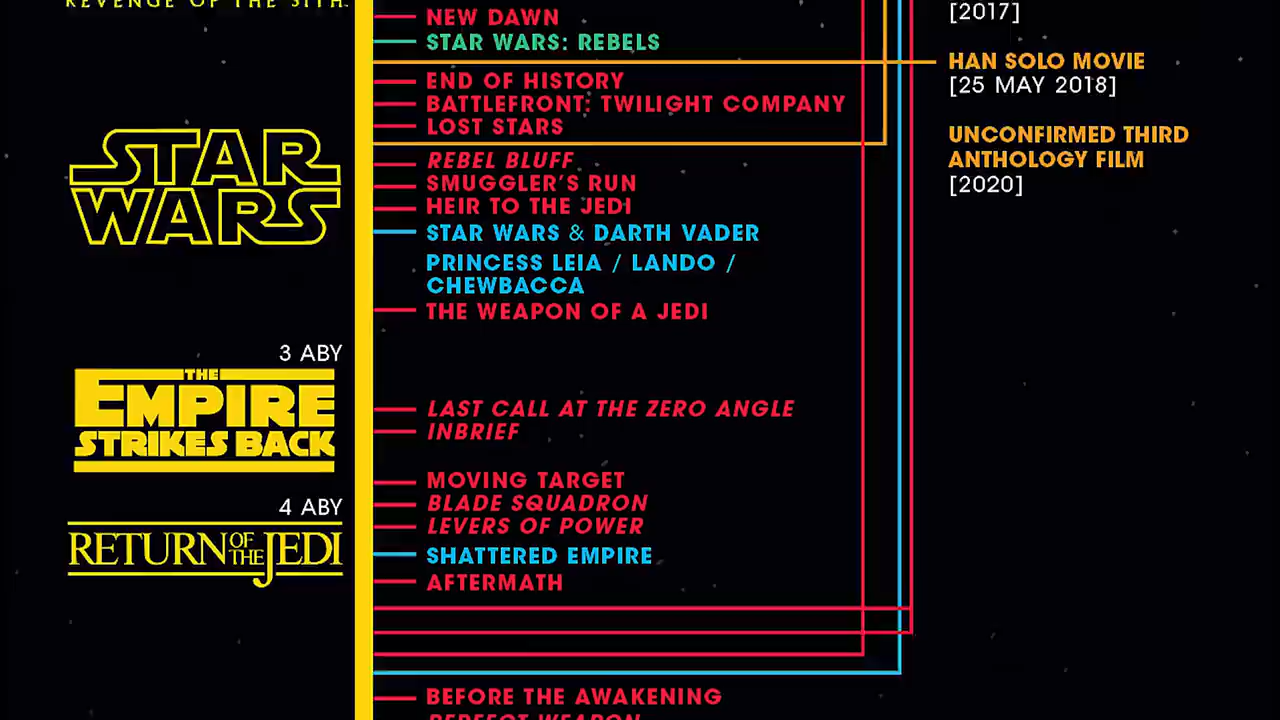 REVENGE OF THE SITH
NEW DAWN
STAR WARS: REBELS
END OF HISTORY
BATTLEFRONT: TWILIGHT COMPANY
LOST STARS
REBEL BLUFF
SMUGGLER'S RUN
HEIR TO THE JEDI
STAR WARS & DARTH VADER
PRINCESS LEIA / LANDO /
CHEWBACCA
THE WEAPON OF A JEDI
LAST CALL AT THE ZERO ANGLE
INBRIEF
MOVING TARGET
BLADE SQUADRON
LEVERS OF POWER
SHATTERED EMPIRE
AFTERMATH
BEFORE THE AWAKENING
PERFECT WEAPON
STAR
WARS
3 ABY
THE
EMPIRE
STRIKES BACK
4 ABY
RETURN OF THE JEDI
[2017]
HAN SOLO MOVIE
[25 MAY 2018]
UNCONFIRMED THIRD
ANTHOLOGY FILM
[2020]